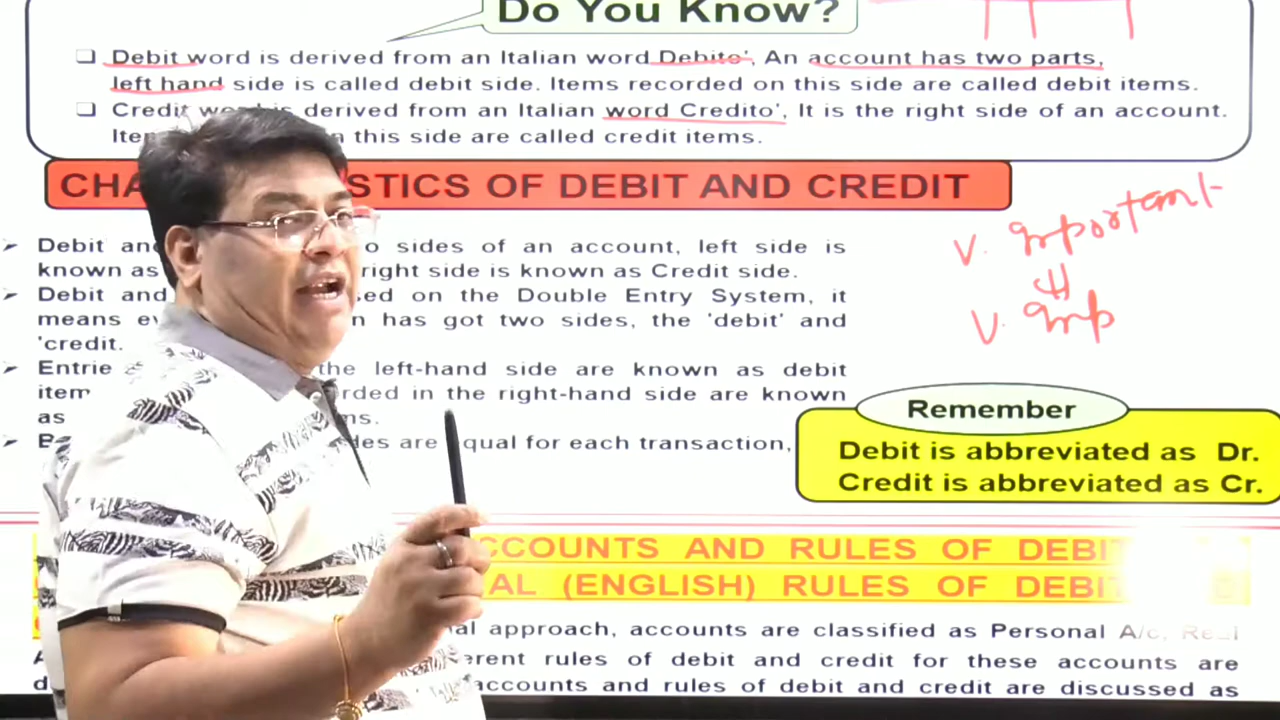 Do You Know?
❑ Debit word is derived from an Italian word Debito', An account has two parts,
left hand side is called debit side. Items recorded on this side are called debit items.
❑ Credit word is derived from an Italian word Credito', It is the right side of an account.
Ite n this side are called credit items.
CHA STICS OF DEBIT AND CREDIT
➢ Debit and o sides of an account, left side is
known as right side is known as Credit side.
➢ Debit and ed on the Double Entry System, it
means ev n has got two sides, the 'debit' and
'credit.
➢ Entrie the left-hand side are known as debit
item rded in the right-hand side are known
as ms.
➢ B des are qual for each transaction,
V. Important
V. Imp
Remember
Debit is abbreviated as Dr.
Credit is abbreviated as Cr.
CCOUNTS AND RULES OF DEBIT
AL (ENGLISH) RULES OF DEBIT
al approach, accounts are classified as Personal A/c, Real
A erent rules of debit and credit for these accounts are
d accounts and rules of debit and credit are discussed as